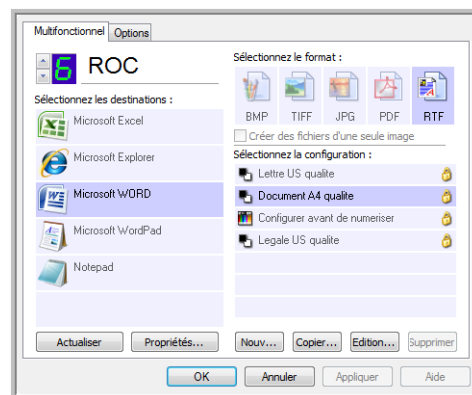 Multifonctionnel Options
6 ROC
Sélectionnez les destinations :
Microsoft Excel
Microsoft Explorer
Microsoft WORD
Microsoft WordPad
Notepad
Actualiser Propriétés...
Sélectionnez le format :
BMP TIFF JPG PDF RTF
Créer des fichiers d'une seule image
Sélectionnez la configuration :
Lettre US qualite
Document A4 qualite
Configurer avant de numeriser
Legale US qualite
Nouv... Copier... Edition... Supprimer
OK Annuler Appliquer Aide